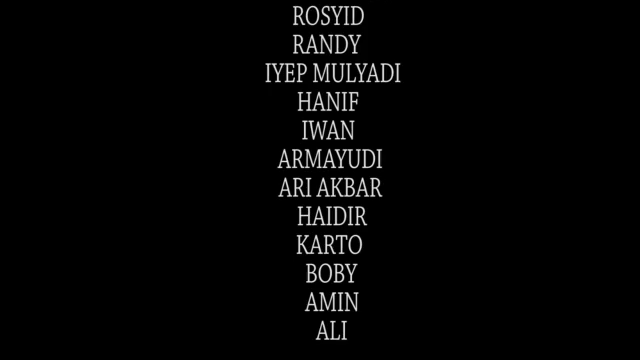 ROSYID
RANDY
IYEP MULYADI
HANIF
IWAN
ARMAYUDI
ARI AKBAR
HAIDIR
KARTO
BOBY
AMIN
ALI